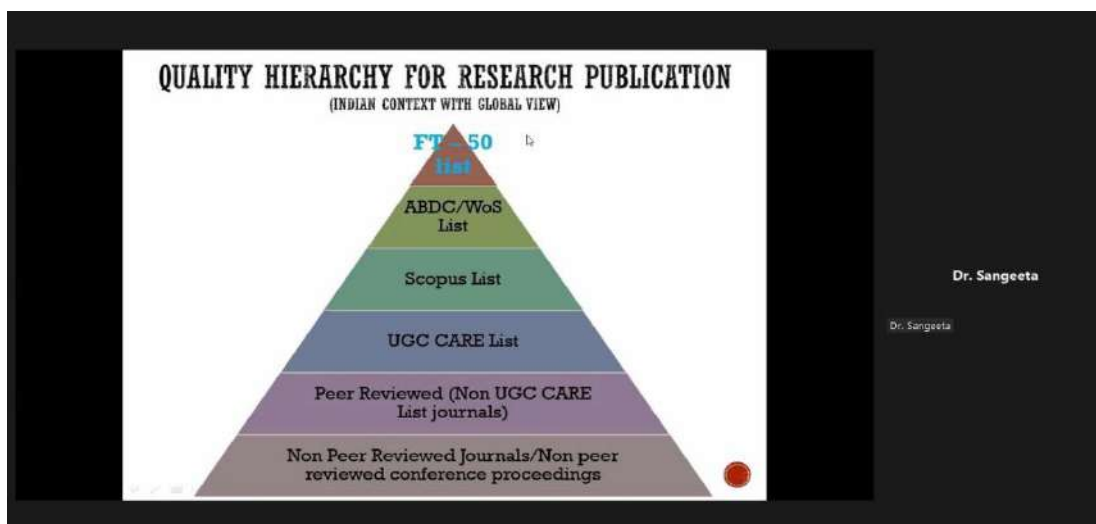 QUALITY HIERARCHY FOR RESEARCH PUBLICATION
(INDIAN CONTEXT WITH GLOBAL VIEW)
FT – 50
list
ABDC/WoS
List
Scopus List
UGC CARE List
Peer Reviewed (Non UGC CARE
List journals)
Non Peer Reviewed Journals/Non peer
reviewed conference proceedings
Dr. Sangeeta
Dr. Sangeeta